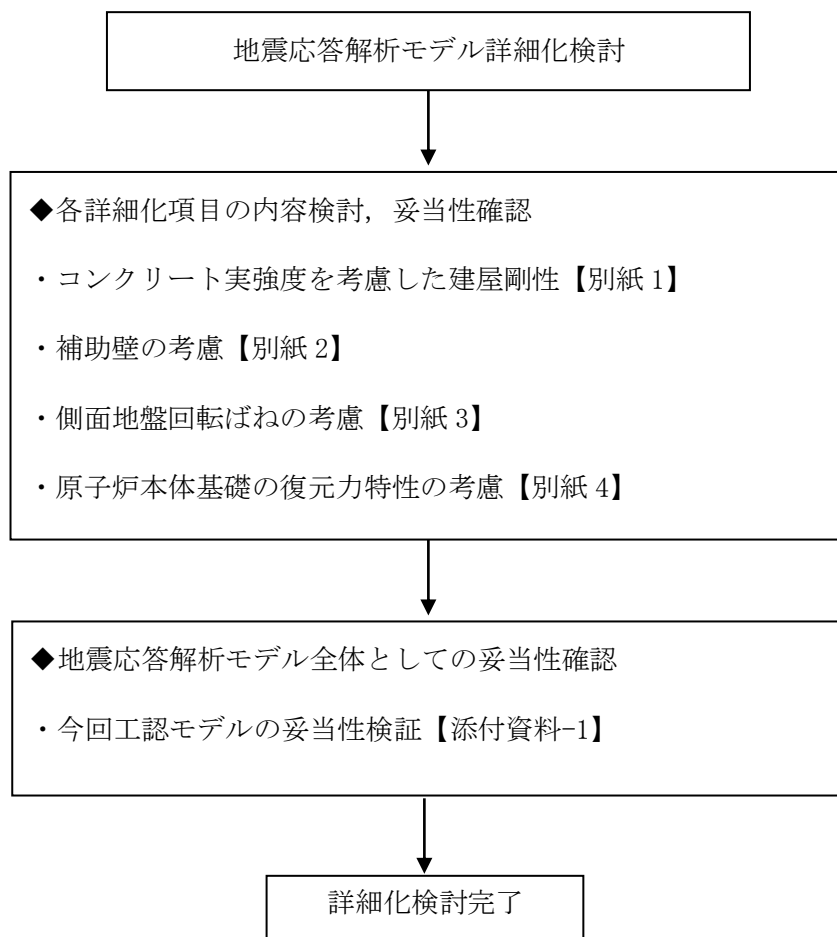 地震応答解析モデル詳細化検討
◆各詳細化項目の内容検討，妥当性確認
・コンクリート実強度を考慮した建屋剛性【別紙 1】
・補助壁の考慮【別紙 2】
・側面地盤回転ばねの考慮【別紙 3】
・原子炉本体基礎の復元力特性の考慮【別紙 4】
◆地震応答解析モデル全体としての妥当性確認
・今回工認モデルの妥当性検証【添付資料-1】
詳細化検討完了